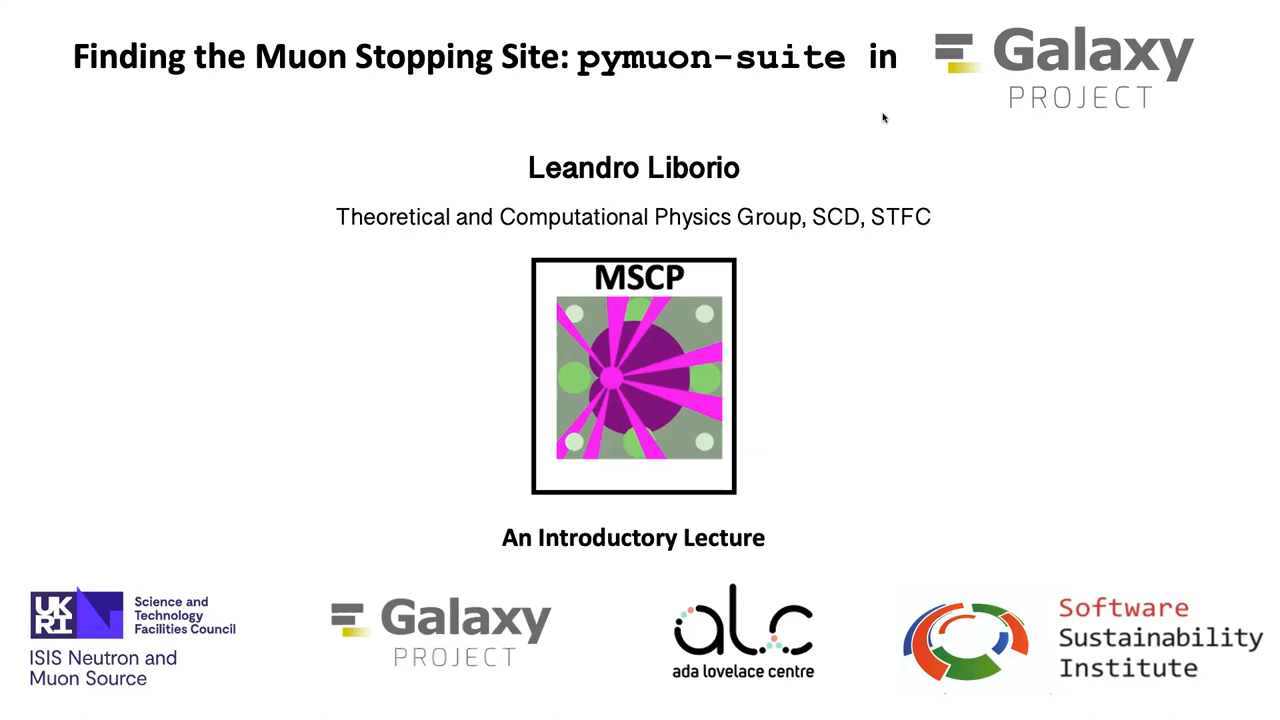 Finding the Muon Stopping Site: pymuon-suite in
Galaxy
PROJECT
Leandro Liborio
Theoretical and Computational Physics Group, SCD, STFC
MSCP
An Introductory Lecture
UK
RI
Science and
Technology
Facilities Council
ISIS Neutron and
Muon Source
Galaxy
PROJECT
alc
ada lovelace centre
Software
Sustainability
Institute